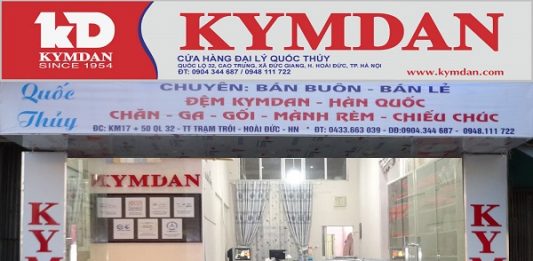 KD
KYMDAN
SINCE 1954
KYMDAN
CỬA HÀNG ĐẠI LÝ QUỐC THỦY
QUỐC LỘ 32, CAO TRUNG, XÃ ĐỨC GIANG, H. HOÀI ĐỨC, TP. HÀ NỘI
ĐT: 0904 344 687 / 0948 111 722
www.kymdan.com
Quốc Thủy
CHUYÊN: BÁN BUÔN - BÁN LẺ
ĐỆM KYMDAN - HÀN QUỐC
CHĂN - GA - GỐI - MÀNH RÈM - CHIẾU CHÚC
ĐC: KM17 + 50 QL 32 - TT TRẠM TRÔI - HOÀI ĐỨC - HN * ĐT: 0433.663 039 - DĐ:0904.344 687 - 0948.111 722
KYMDAN
KYM
KYM